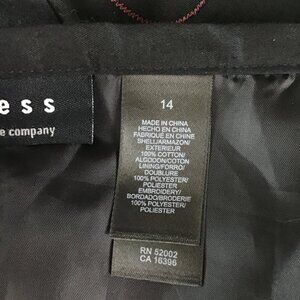 ess
e company
14
MADE IN CHINA
HECHO EN CHINA
FABRIQUÉ EN CHINE
SHELL/ARMAZON/
EXTERIEUR
100% COTTON/
ALGODON/COTON
LINING/FORRO/
DOUBLURE
100% POLYESTER/
POLIESTER
EMBROIDERY/
BORDADO/BRODERIE
100% POLYESTER/
POLIESTER
RN 52002
CA 16396